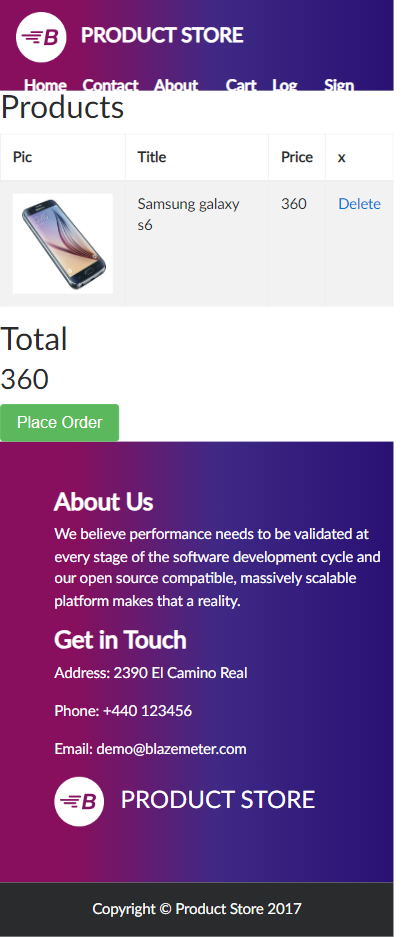 B PRODUCT STORE
Home Contact About Cart Log Sign
Products
Pic Title Price x
Samsung galaxy 360 Delete
s6
Total
360
Place Order
About Us
We believe performance needs to be validated at
every stage of the software development cycle and
our open source compatible, massively scalable
platform makes that a reality.
Get in Touch
Address: 2390 El Camino Real
Phone: +440 123456
Email: demo@blazemeter.com
B PRODUCT STORE
Copyright © Product Store 2017